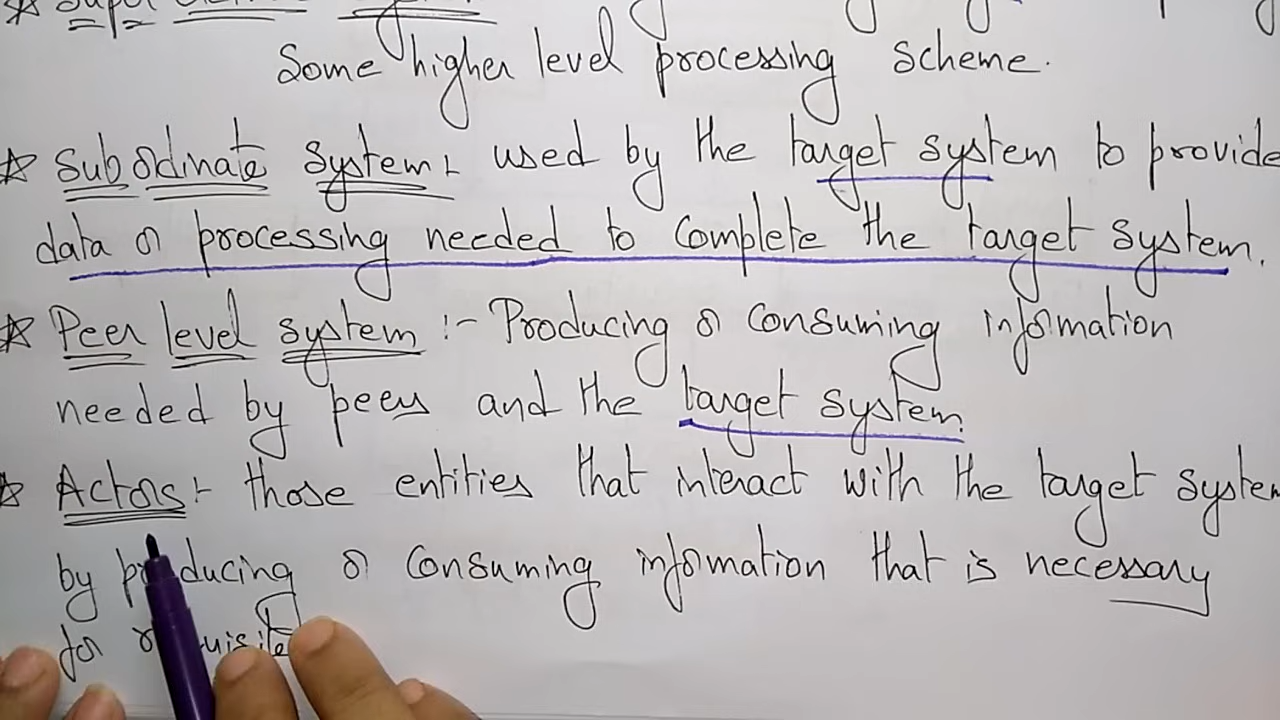 Some higher level processing scheme.
☆ Subordinate system :- used by the target system to provide
data or processing needed to complete the target system.
☆ Peer level system :- Producing or Consuming information
needed by peers and the target system.
☆ Actors :- those entities that interact with the target system
by producing or Consuming information that is necessary
for requisite